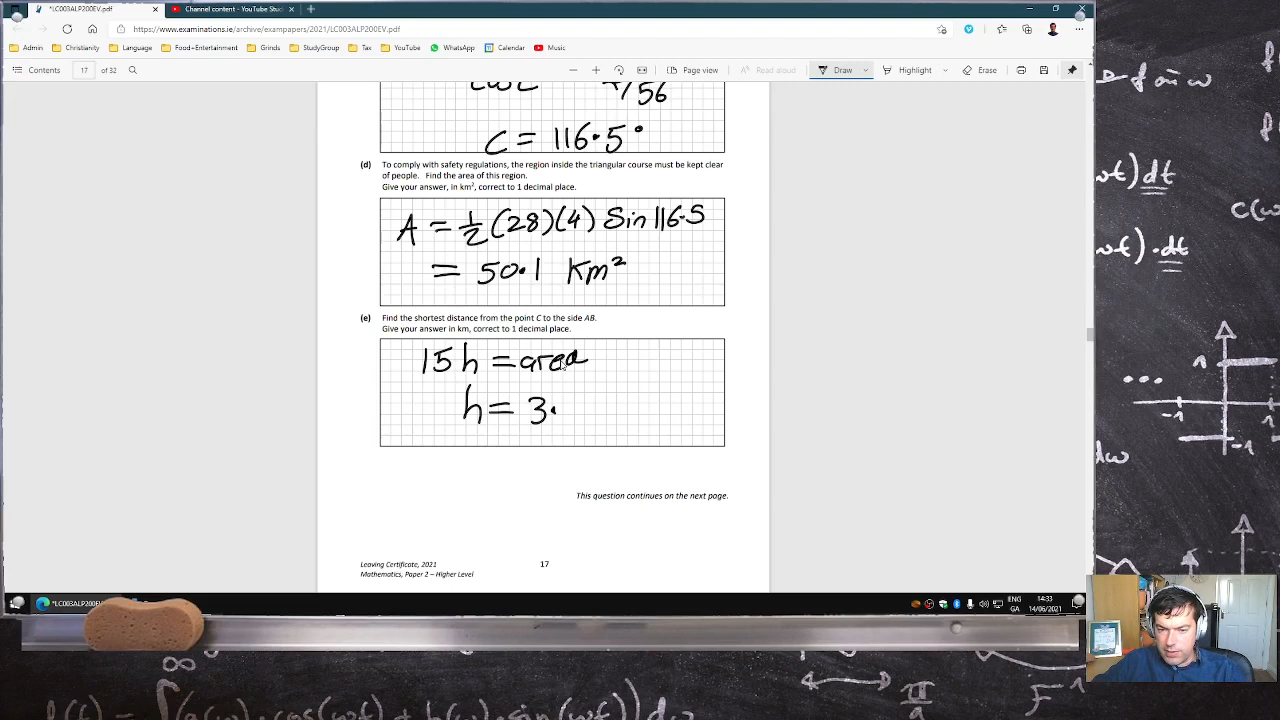 *LC003ALP200EV.pdf
Channel content - YouTube Stud
https://www.examinations.ie/archive/exampapers/2021/LC003ALP200EV.pdf
Admin
Christianity
Language
Food+Entertainment
Grinds
StudyGroup
Tax
YouTube
WhatsApp
Calendar
Music
Contents
17
of 32
Page view
Read aloud
Draw
Highlight
Erase
C = 116.5°
(d) To comply with safety regulations, the region inside the triangular course must be kept clear
of people. Find the area of this region.
Give your answer, in km², correct to 1 decimal place.
A = 1/2 (28)(4) Sin 116.5
= 50.1 Km²
(e) Find the shortest distance from the point C to the side AB.
Give your answer in km, correct to 1 decimal place.
15 h = area
h = 3.
This question continues on the next page.
Leaving Certificate, 2021
Mathematics, Paper 2 – Higher Level
17
*LC003ALP200EV
ENG
GA
14:33
14/06/2021